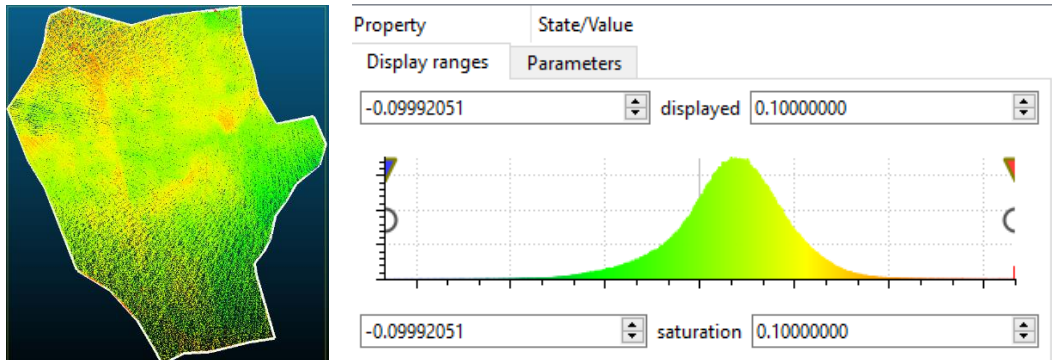 Property State/Value
Display ranges Parameters
-0.09992051 displayed 0.10000000
-0.09992051 saturation 0.10000000